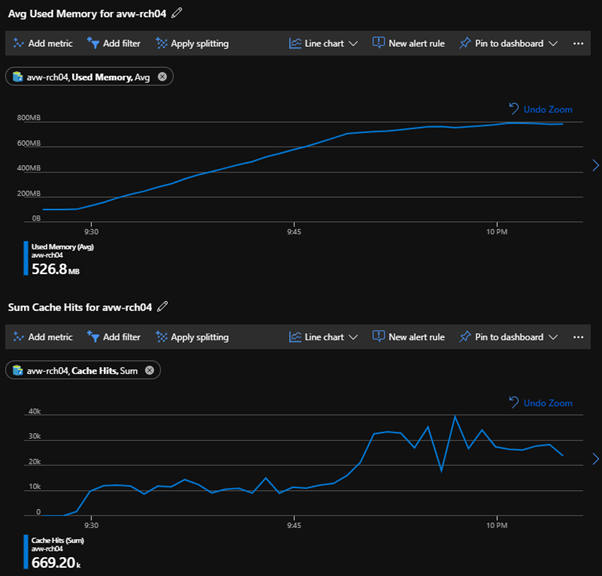 Avg Used Memory for avw-rch04
Add metric Add filter Apply splitting Line chart New alert rule Pin to dashboard ...
avw-rch04, Used Memory, Avg
Undo Zoom
800MB
600MB
400MB
200MB
0B
9:30 9:45 10 PM
Used Memory (Avg)
avw-rch04
526.8 MB
Sum Cache Hits for avw-rch04
Add metric Add filter Apply splitting Line chart New alert rule Pin to dashboard ...
avw-rch04, Cache Hits, Sum
Undo Zoom
40k
30k
20k
10k
0
9:30 9:45 10 PM
Cache Hits (Sum)
avw-rch04
669.20 k